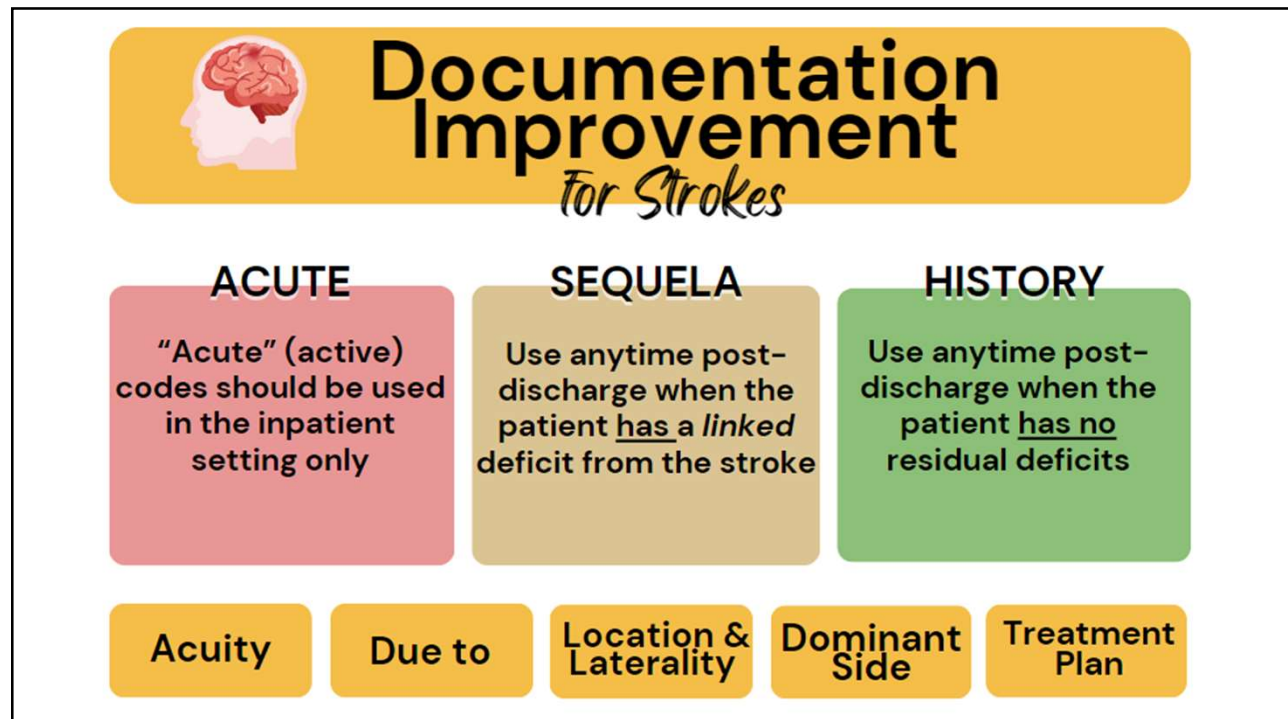 Documentation
Improvement
for Strokes
ACUTE
“Acute” (active)
codes should be used
in the inpatient
setting only
SEQUELA
Use anytime post-
discharge when the
patient has a linked
deficit from the stroke
HISTORY
Use anytime post-
discharge when the
patient has no
residual deficits
Acuity
Due to
Location &
Laterality
Dominant
Side
Treatment
Plan